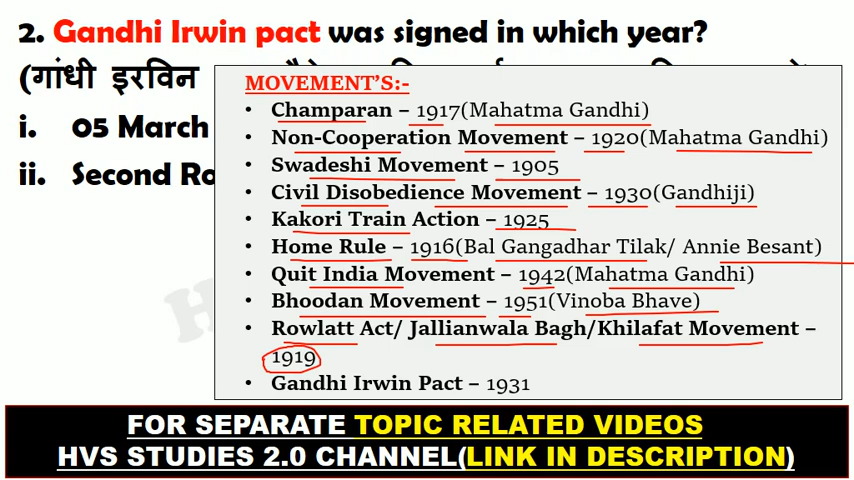 2. Gandhi Irwin pact was signed in which year?
(गांधी इरविन
i. 05 March
ii. Second Ro
MOVEMENT'S:-
• Champaran – 1917(Mahatma Gandhi)
• Non-Cooperation Movement – 1920(Mahatma Gandhi)
• Swadeshi Movement – 1905
• Civil Disobedience Movement – 1930(Gandhiji)
• Kakori Train Action – 1925
• Home Rule – 1916(Bal Gangadhar Tilak/ Annie Besant)
• Quit India Movement – 1942(Mahatma Gandhi)
• Bhoodan Movement – 1951(Vinoba Bhave)
• Rowlatt Act/ Jallianwala Bagh/Khilafat Movement –
1919
• Gandhi Irwin Pact – 1931
FOR SEPARATE TOPIC RELATED VIDEOS
HVS STUDIES 2.0 CHANNEL(LINK IN DESCRIPTION)